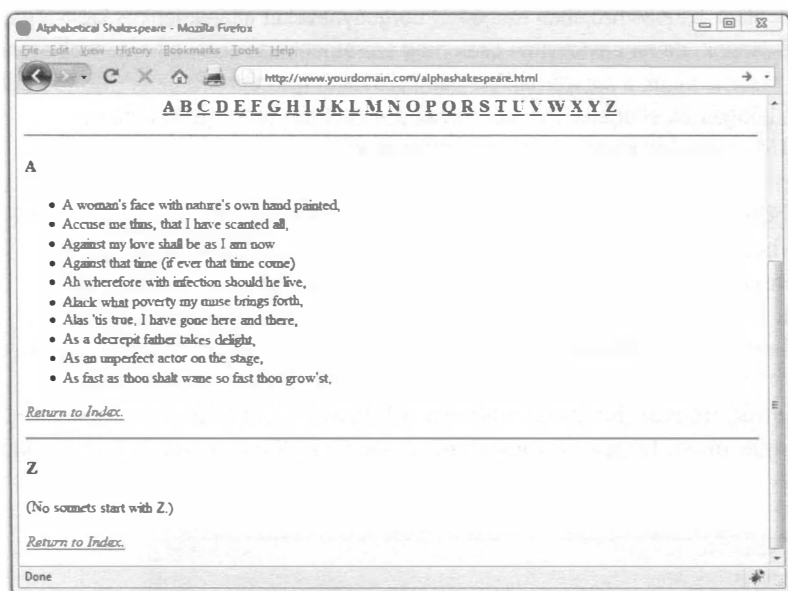 Alphabetical Shakespeare - Mozilla Firefox
File Edit View History Bookmarks Tools Help
http://www.yourdomain.com/alphashakespeare.html
A B C D E F G H I J K L M N O P Q R S T U V W X Y Z
A
• A woman's face with nature's own hand painted,
• Accuse me thus, that I have scanted all,
• Against my love shall be as I am now
• Against that time (if ever that time come)
• Ah wherefore with infection should he live,
• Alack what poverty my muse brings forth,
• Alas 'tis true, I have gone here and there,
• As a decrepit father takes delight,
• As an unperfect actor on the stage,
• As fast as thou shalt wane so fast thou grow'st,
Return to Index.
Z
(No sonnets start with Z.)
Return to Index.
Done